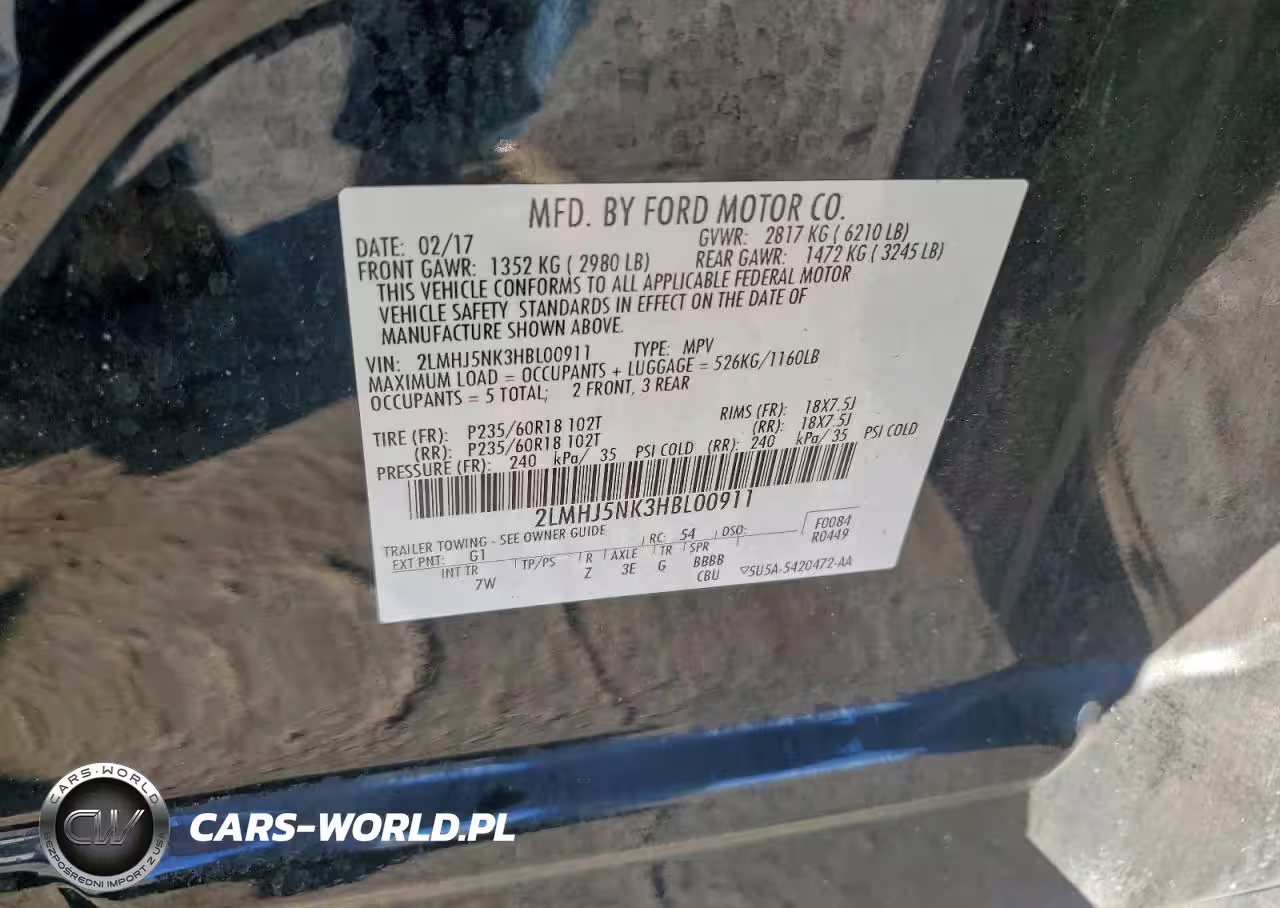 MFD. BY FORD MOTOR CO.
DATE: 02/17 GVWR: 2817 KG ( 6210 LB)
FRONT GAWR: 1352 KG ( 2980 LB) REAR GAWR: 1472 KG ( 3245 LB)
THIS VEHICLE CONFORMS TO ALL APPLICABLE FEDERAL MOTOR
VEHICLE SAFETY STANDARDS IN EFFECT ON THE DATE OF
MANUFACTURE SHOWN ABOVE.
VIN: 2LMHJ5NK3HBL00911 TYPE: MPV
MAXIMUM LOAD = OCCUPANTS + LUGGAGE = 526KG/1160LB
OCCUPANTS = 5 TOTAL; 2 FRONT, 3 REAR
TIRE (FR): P235/60R18 102T RIMS (FR): 18X7.5J
(RR): P235/60R18 102T (RR): 18X7.5J
PRESSURE (FR): 240 kPa/ 35 PSI COLD (RR): 240 kPa/ 35 PSI COLD
2LMHJ5NK3HBL00911
TRAILER TOWING - SEE OWNER GUIDE
EXT PNT: G1 RC: 54 DSO: F0084
R0449
INT TR TP/PS R AXLE TR SPR
7W Z 3E G BBBB
CBU ▽5U5A-5420472-AA
CARS-WORLD
CW
BEZPOŚREDNI IMPORT Z USA
CARS-WORLD.PL